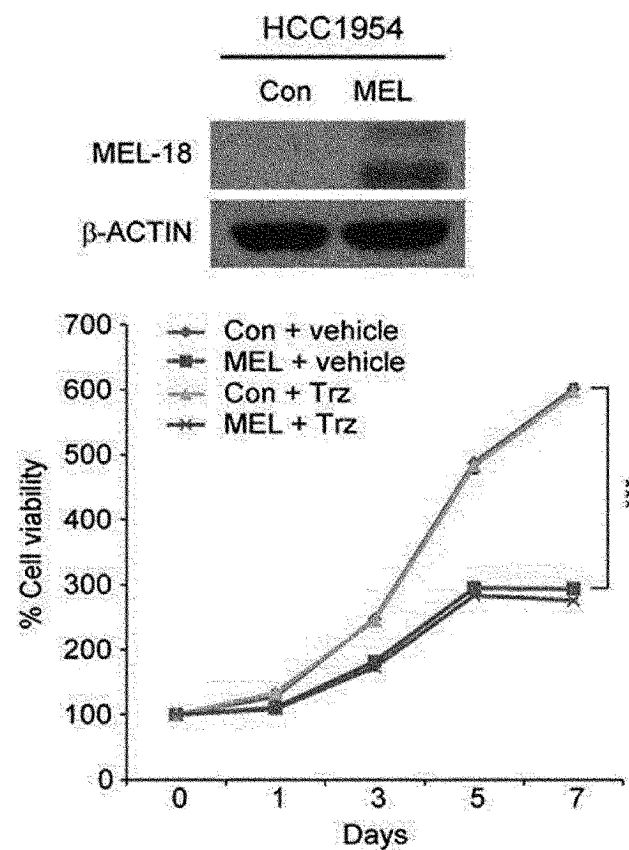 HCC1954
Con MEL
MEL-18
β-ACTIN
700
600
500
400
300
200
100
0
% Cell viability
Con + vehicle
MEL + vehicle
Con + Trz
MEL + Trz
***
0 1 3 5 7
Days